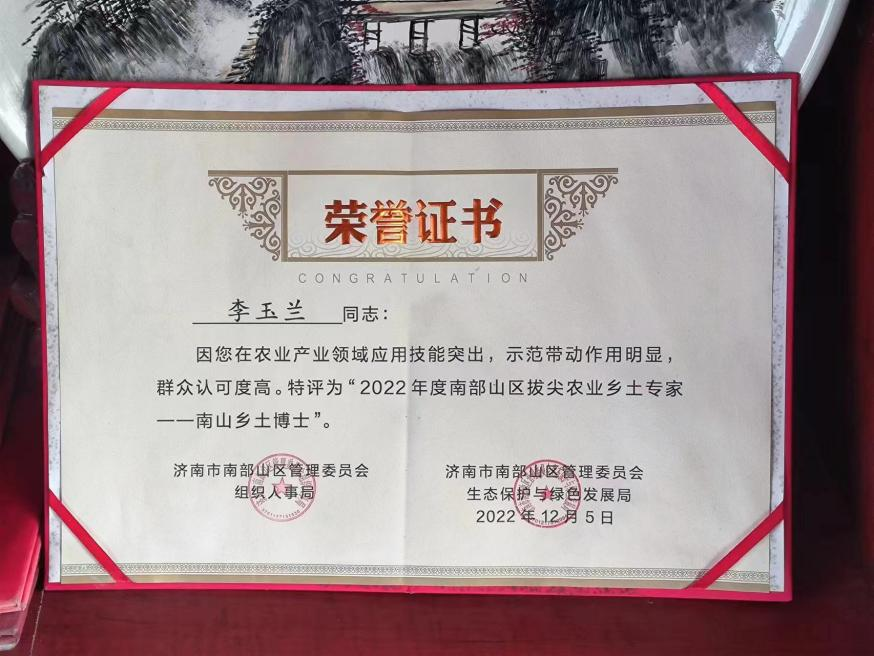 荣誉证书
CONGRATULATION
李玉兰 同志：
因您在农业产业领域应用技能突出，示范带动作用明显，
群众认可度高。特评为“2022年度南部山区拔尖农业乡土专家
——南山乡土博士”。
济南市南部山区管理委员会
组织人事局
济南市南部山区管理委员会
生态保护与绿色发展局
2022年12月5日